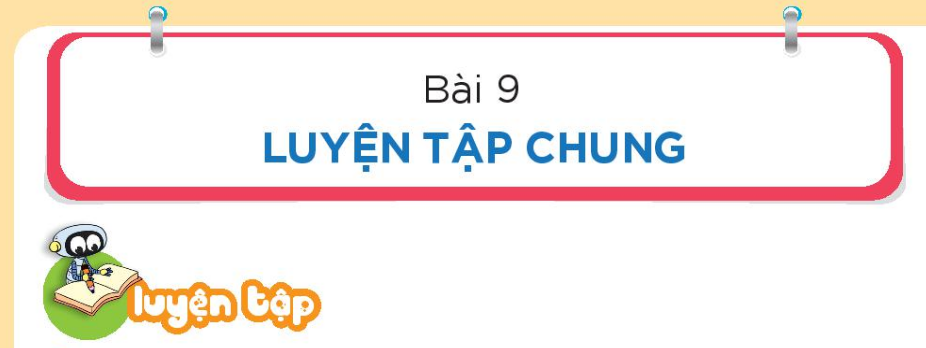 Bài 9
LUYỆN TẬP CHUNG
luyện tập